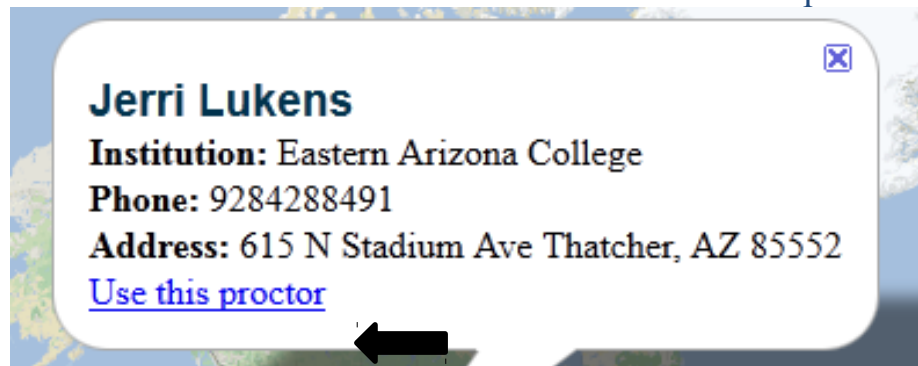 Jerri Lukens
Institution: Eastern Arizona College
Phone: 9284288491
Address: 615 N Stadium Ave Thatcher, AZ 85552
Use this proctor